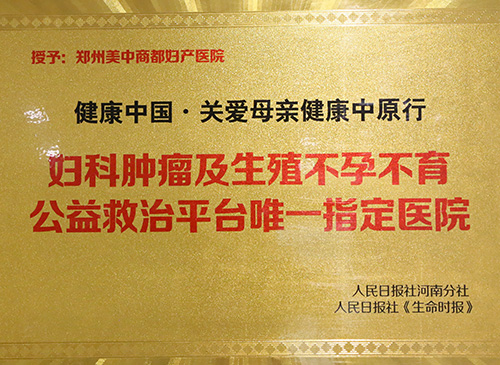 授予：郑州美中商都妇产医院
健康中国·关爱母亲健康中原行
妇科肿瘤及生殖不孕不育
公益救治平台唯一指定医院
人民日报社河南分社
人民日报社《生命时报》